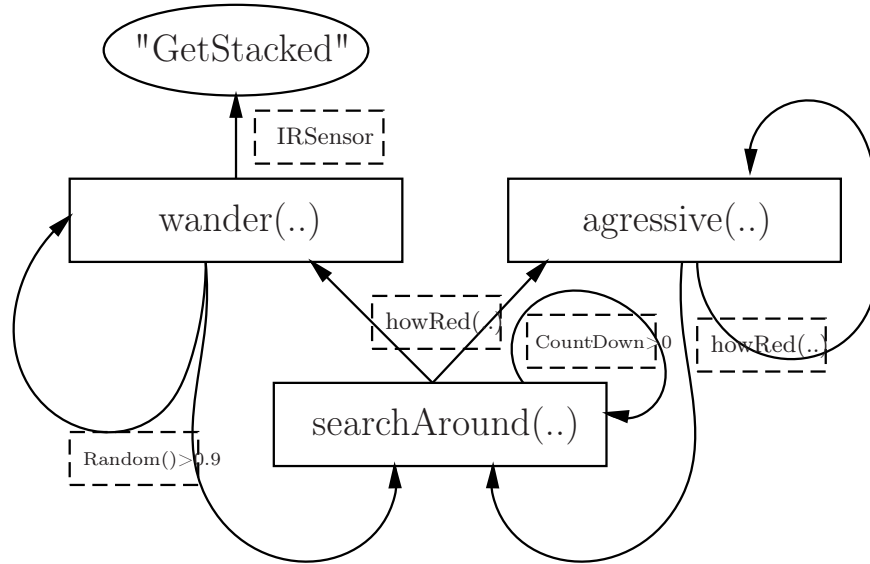 "GetStacked"
IRSensor
wander(..)
agressive(..)
howRed(..)
CountDown>0
howRed(..)
searchAround(..)
Random()>0.9